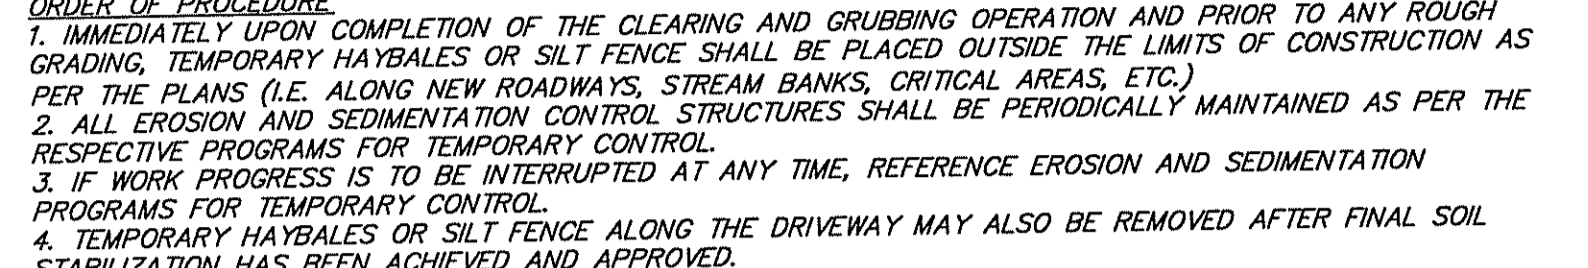 ORDER OF PROCEDURE
1. IMMEDIATELY UPON COMPLETION OF THE CLEARING AND GRUBBING OPERATION AND PRIOR TO ANY ROUGH
GRADING, TEMPORARY HAYBALES OR SILT FENCE SHALL BE PLACED OUTSIDE THE LIMITS OF CONSTRUCTION AS
PER THE PLANS (I.E. ALONG NEW ROADWAYS, STREAM BANKS, CRITICAL AREAS, ETC.)
2. ALL EROSION AND SEDIMENTATION CONTROL STRUCTURES SHALL BE PERIODICALLY MAINTAINED AS PER THE
RESPECTIVE PROGRAMS FOR TEMPORARY CONTROL.
3. IF WORK PROGRESS IS TO BE INTERRUPTED AT ANY TIME, REFERENCE EROSION AND SEDIMENTATION
PROGRAMS FOR TEMPORARY CONTROL.
4. TEMPORARY HAYBALES OR SILT FENCE ALONG THE DRIVEWAY MAY ALSO BE REMOVED AFTER FINAL SOIL
STABILIZATION HAS BEEN ACHIEVED AND APPROVED.